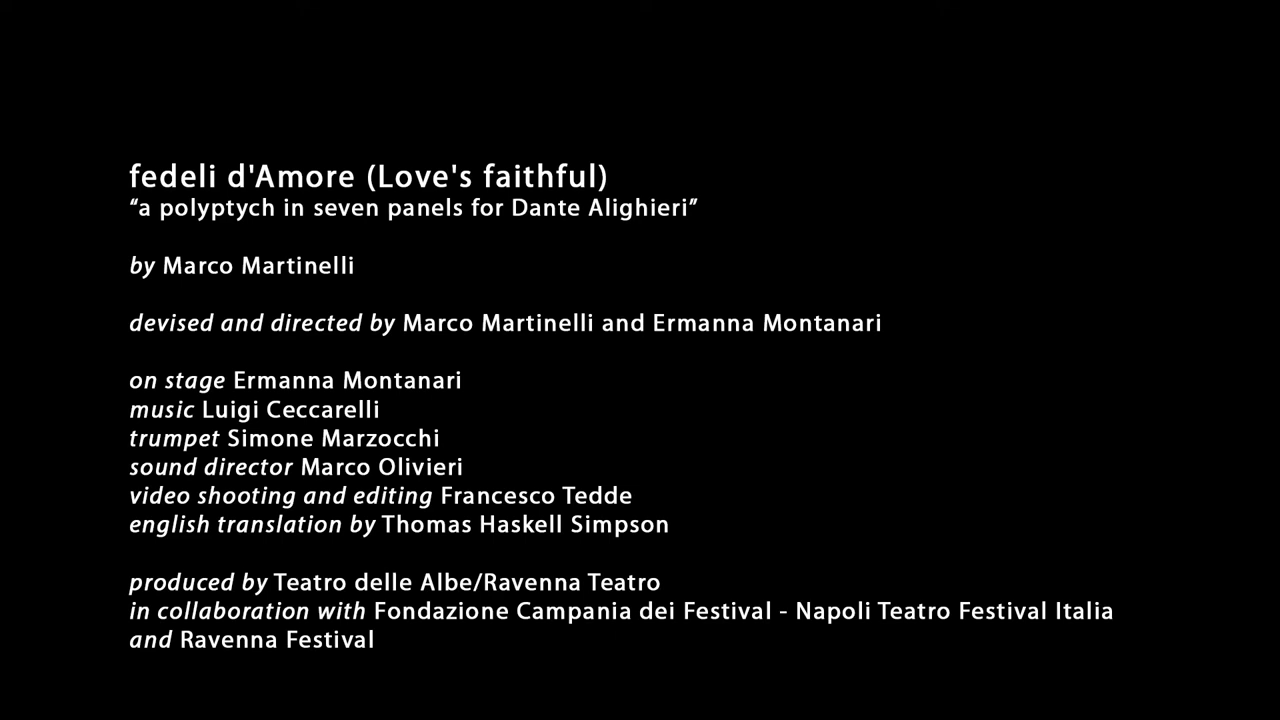 fedeli d'Amore (Love's faithful)
“a polyptych in seven panels for Dante Alighieri”
by Marco Martinelli
devised and directed by Marco Martinelli and Ermanna Montanari
on stage Ermanna Montanari
music Luigi Ceccarelli
trumpet Simone Marzocchi
sound director Marco Olivieri
video shooting and editing Francesco Tedde
english translation by Thomas Haskell Simpson
produced by Teatro delle Albe/Ravenna Teatro
in collaboration with Fondazione Campania dei Festival - Napoli Teatro Festival Italia
and Ravenna Festival